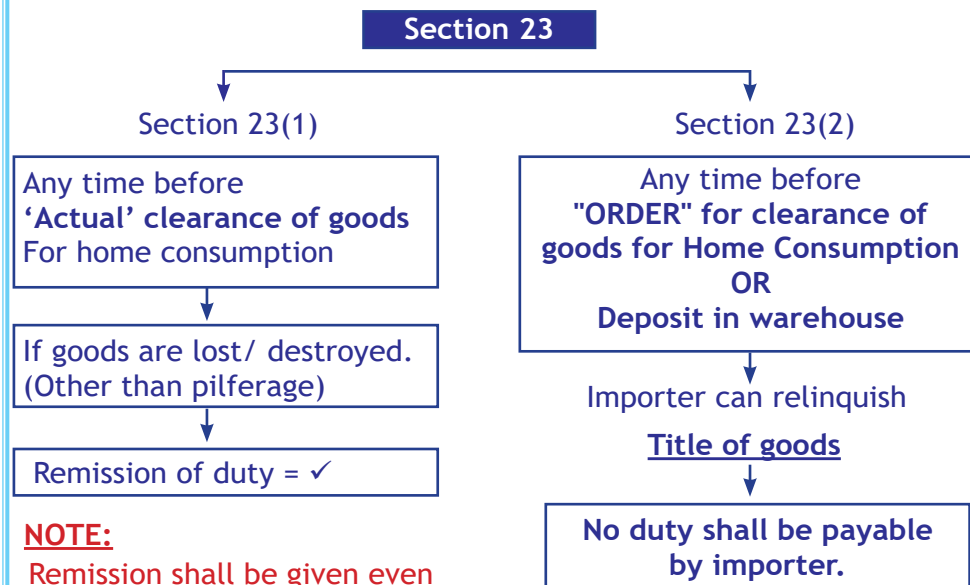 Section 23
Section 23(1)
Any time before
‘Actual’ clearance of goods
For home consumption
If goods are lost/ destroyed.
(Other than pilferage)
Remission of duty = ✓
NOTE:
Remission shall be given even
Section 23(2)
Any time before
"ORDER" for clearance of
goods for Home Consumption
OR
Deposit in warehouse
Importer can relinquish
Title of goods
No duty shall be payable
by importer.